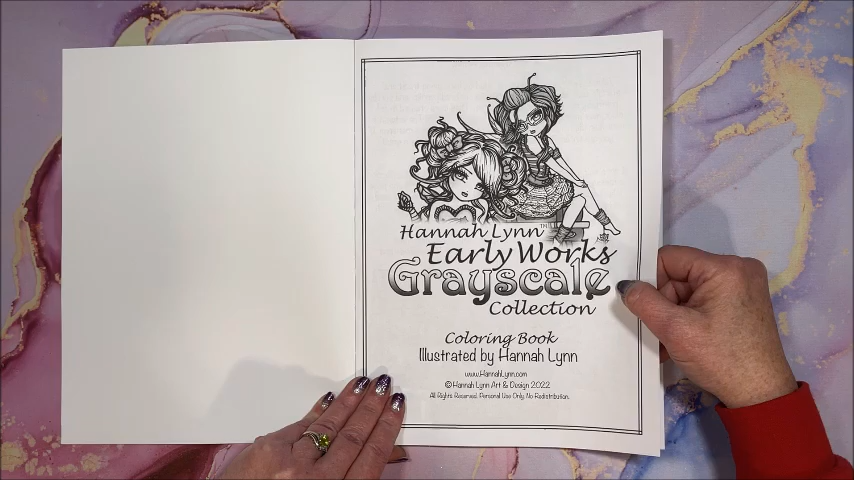 Hannah Lynn™
Early Works
Grayscale
Collection
Coloring Book
Illustrated by Hannah Lynn
www.HannahLynn.com
©Hannah Lynn Art & Design 2022
All Rights Reserved. Personal Use Only. No Redistribution.